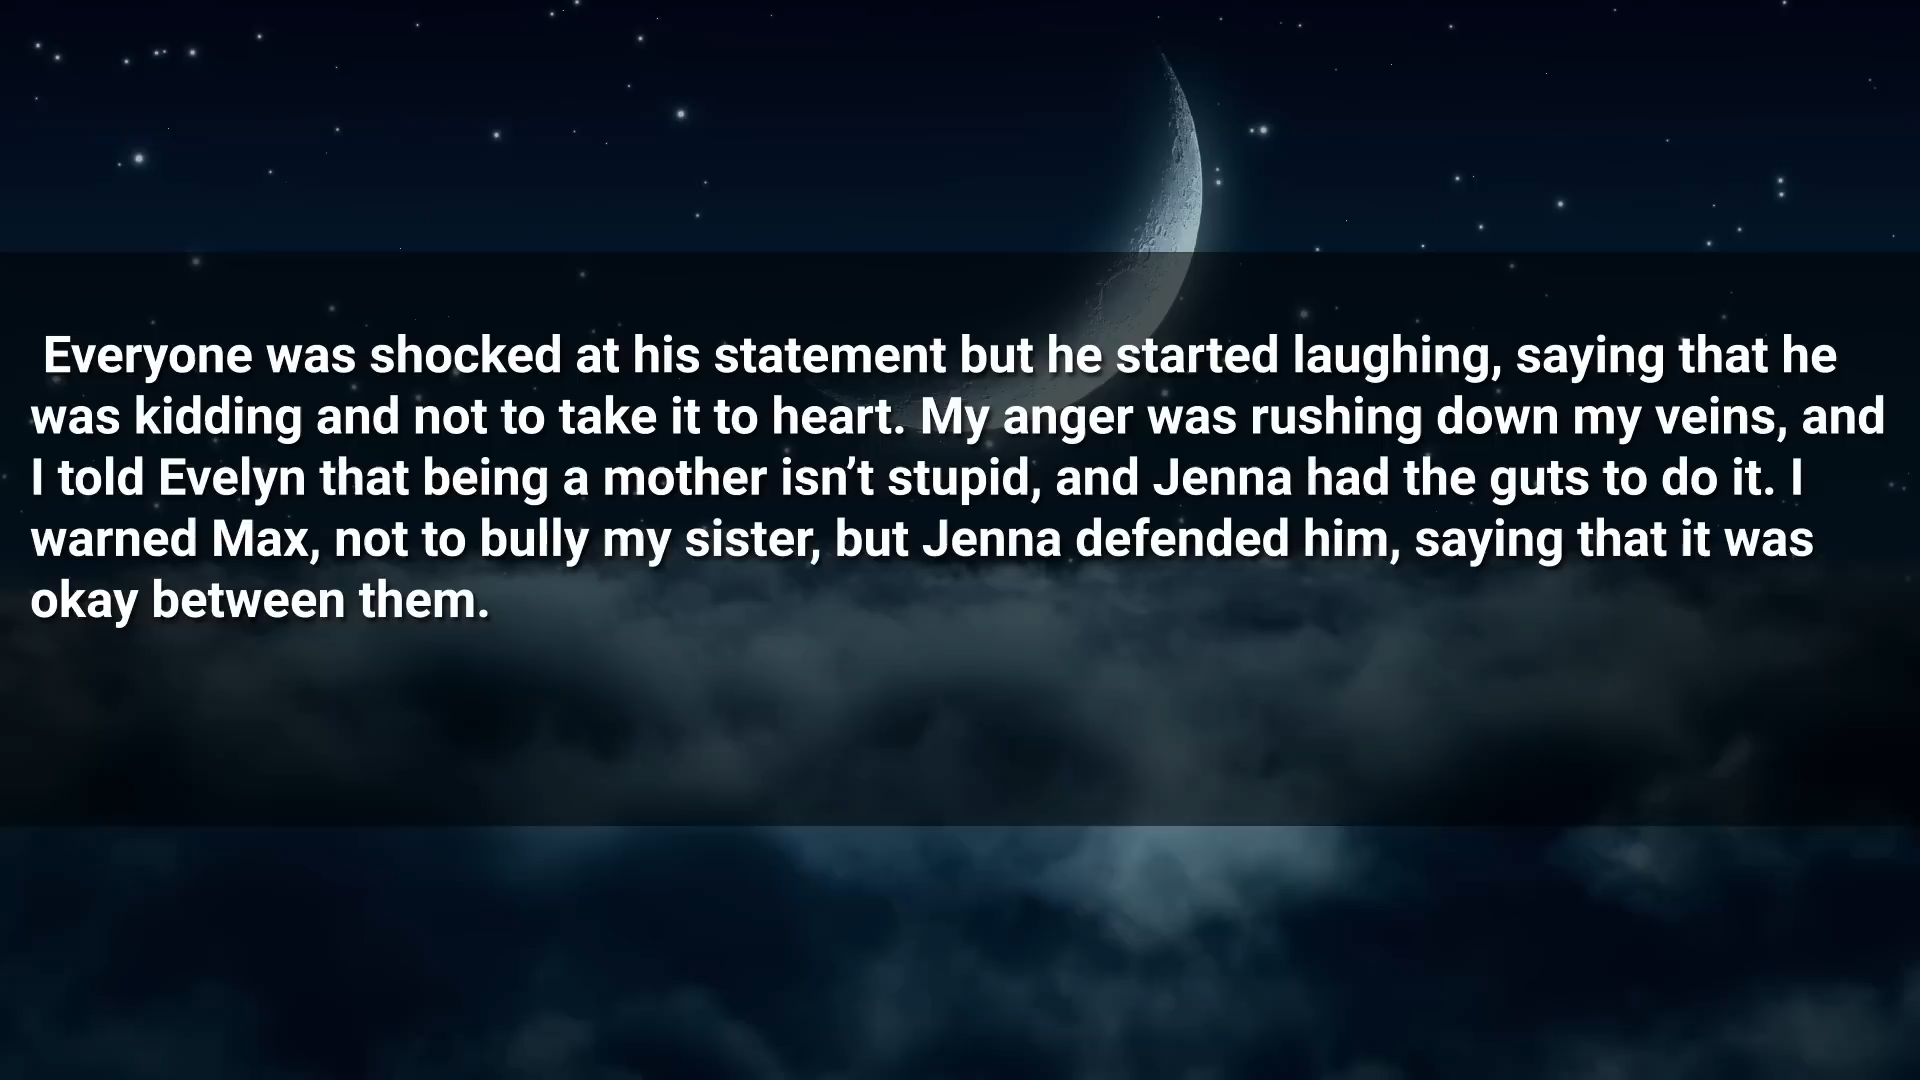 Everyone was shocked at his statement but he started laughing, saying that he
was kidding and not to take it to heart. My anger was rushing down my veins, and
I told Evelyn that being a mother isn’t stupid, and Jenna had the guts to do it. I
warned Max, not to bully my sister, but Jenna defended him, saying that it was
okay between them.